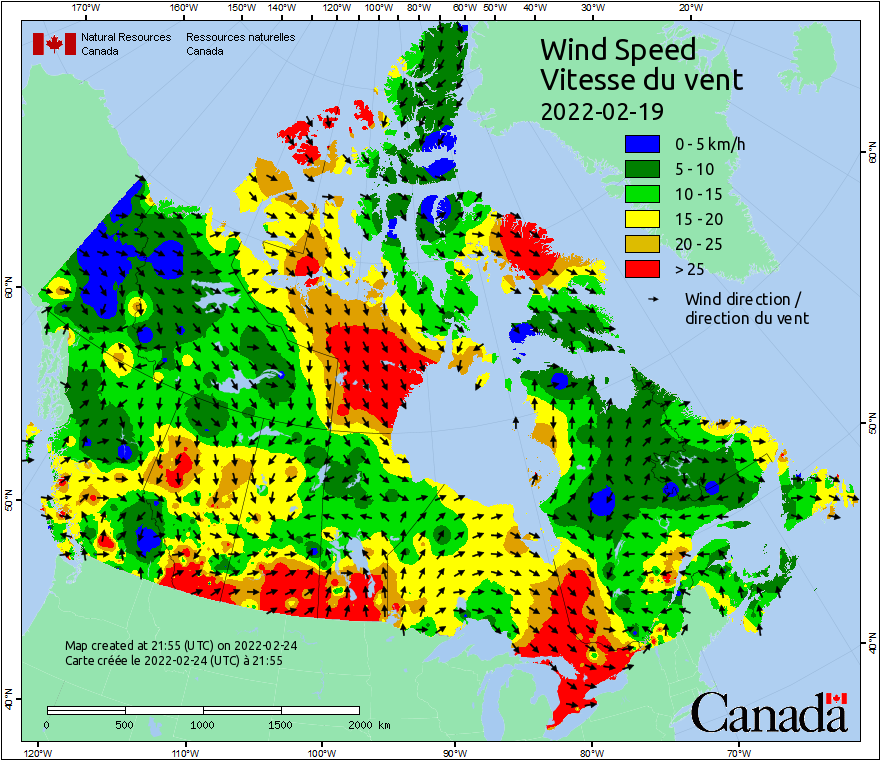 170°W 160°W 150°W 140°W 120°W 100°W 80°W 60°W 50°W 40°W 30°W 20°W
Natural Resources Ressources naturelles
Canada Canada
Wind Speed
Vitesse du vent
2022-02-19
0 - 5 km/h
5 - 10
10 - 15
15 - 20
20 - 25
> 25
Wind direction /
direction du vent
60°N 60°N
50°N 50°N
40°N 40°N
Map created at 21:55 (UTC) on 2022-02-24
Carte créée le 2022-02-24 (UTC) à 21:55
0 500 1000 1500 2000 km
Canada
120°W 110°W 100°W 90°W 80°W 70°W